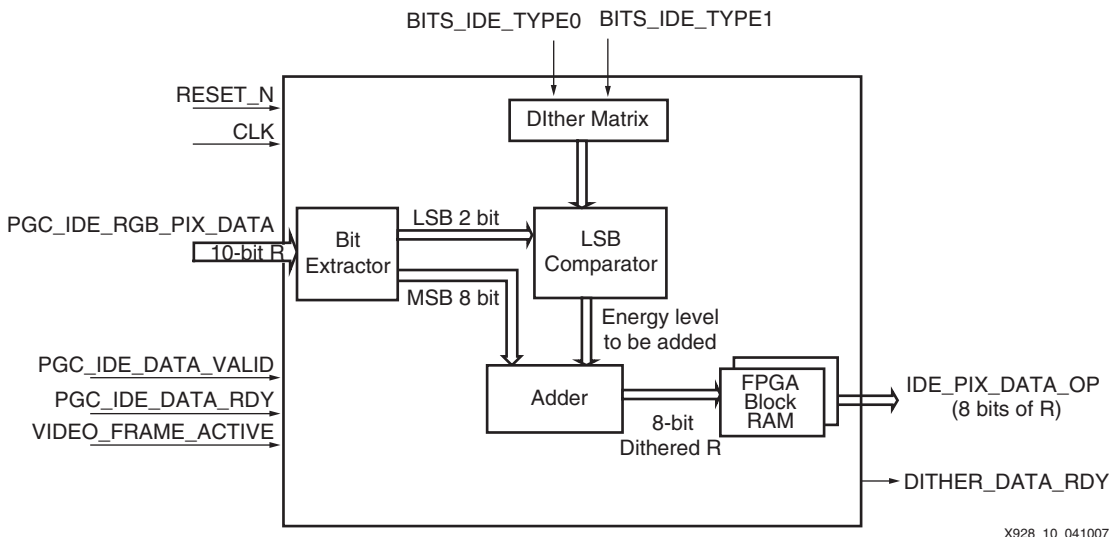 BITS_IDE_TYPE0
BITS_IDE_TYPE1
RESET_N
CLK
DIther Matrix
PGC_IDE_RGB_PIX_DATA
10-bit R
Bit
Extractor
LSB 2 bit
MSB 8 bit
LSB
Comparator
Energy level
to be added
PGC_IDE_DATA_VALID
PGC_IDE_DATA_RDY
VIDEO_FRAME_ACTIVE
Adder
8-bit
Dithered R
FPGA
Block
RAM
IDE_PIX_DATA_OP
(8 bits of R)
DITHER_DATA_RDY
X928_10_041007